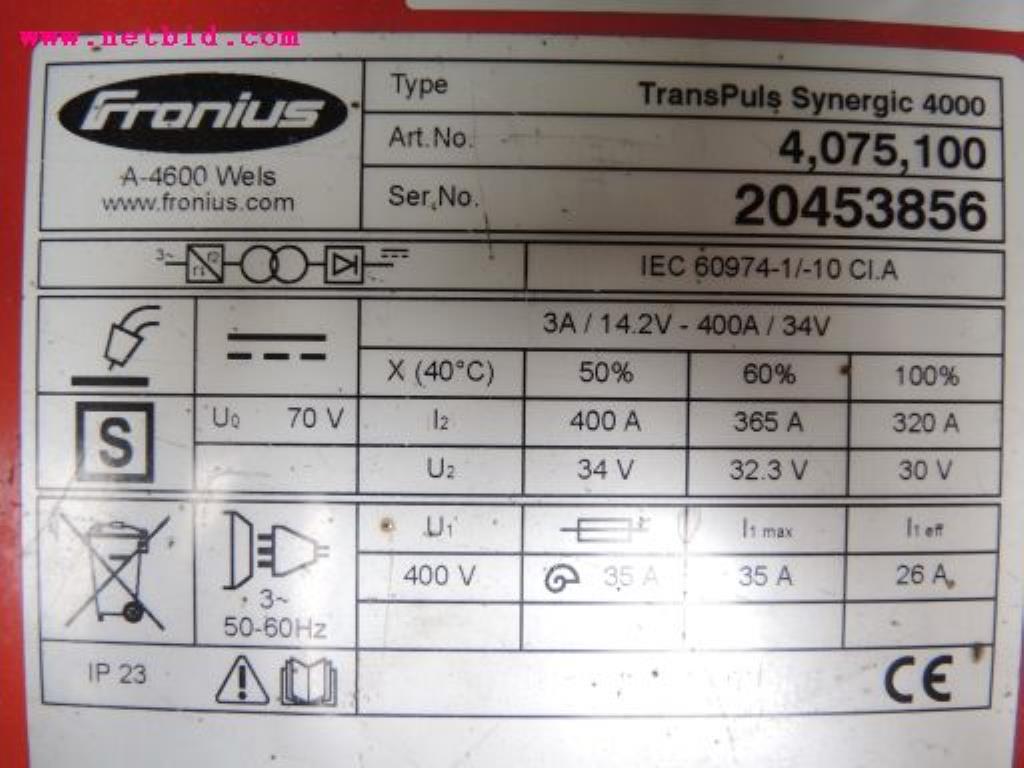 www.netbid.com
Fronius
A-4600 Wels
www.fronius.com
Type TransPuls Synergic 4000
Art.No. 4,075,100
Ser.No. 20453856
3~ r1 r2
IEC 60974-1/-10 Cl.A
3A / 14.2V - 400A / 34V
X (40°C) 50% 60% 100%
S U0 70 V I2 400 A 365 A 320 A
U2 34 V 32.3 V 30 V
U1 I1 max I1 eff
400 V 35 A 35 A 26 A
3~
50-60Hz
IP 23
CE